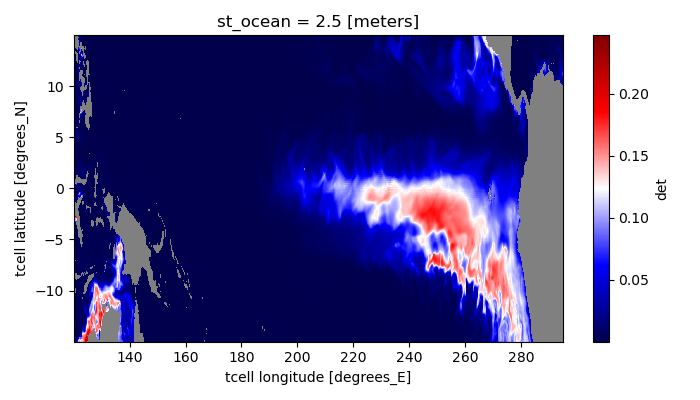 st_ocean = 2.5 [meters]
10
5
0
−5
−10
tcell latitude [degrees_N]
140 160 180 200 220 240 260 280
tcell longitude [degrees_E]
0.20
0.15
0.10
0.05
det